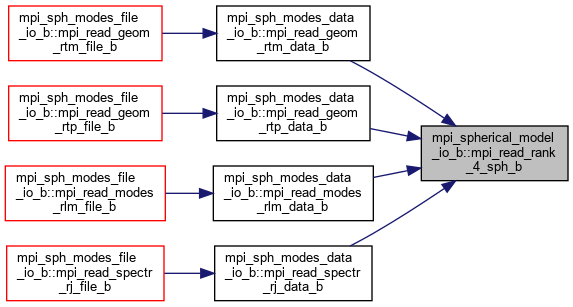 mpi_sph_modes_file
_io_b::mpi_read_geom
_rtm_file_b
mpi_sph_modes_data
_io_b::mpi_read_geom
_rtm_data_b
mpi_sph_modes_file
_io_b::mpi_read_geom
_rtp_file_b
mpi_sph_modes_data
_io_b::mpi_read_geom
_rtp_data_b
mpi_spherical_model
_io_b::mpi_read_rank
_4_sph_b
mpi_sph_modes_file
_io_b::mpi_read_modes
_rlm_file_b
mpi_sph_modes_data
_io_b::mpi_read_modes
_rlm_data_b
mpi_sph_modes_file
_io_b::mpi_read_spectr
_rj_file_b
mpi_sph_modes_data
_io_b::mpi_read_spectr
_rj_data_b